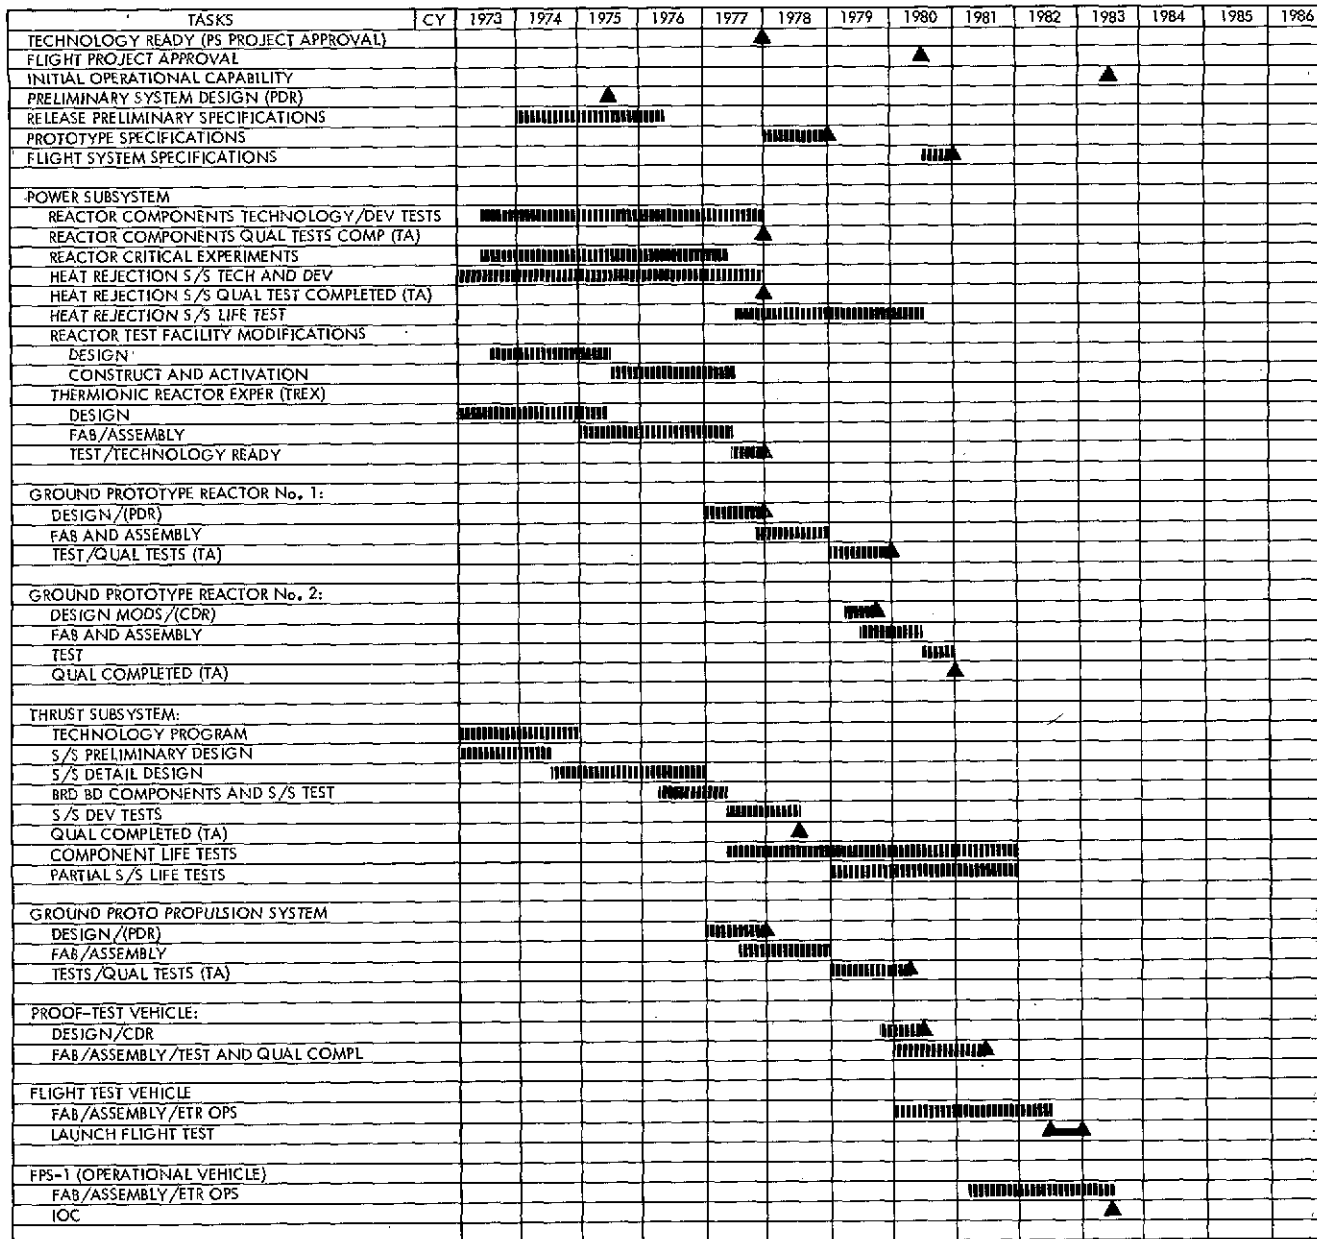 TASKS CY 1973 1974 1975 1976 1977 1978 1979 1980 1981 1982 1983 1984 1985 1986
TECHNOLOGY READY (PS PROJECT APPROVAL)
FLIGHT PROJECT APPROVAL
INITIAL OPERATIONAL CAPABILITY
PRELIMINARY SYSTEM DESIGN (PDR)
RELEASE PRELIMINARY SPECIFICATIONS
PROTOTYPE SPECIFICATIONS
FLIGHT SYSTEM SPECIFICATIONS
POWER SUBSYSTEM
REACTOR COMPONENTS TECHNOLOGY/DEV TESTS
REACTOR COMPONENTS QUAL TESTS COMP (TA)
REACTOR CRITICAL EXPERIMENTS
HEAT REJECTION S/S TECH AND DEV
HEAT REJECTION S/S QUAL TEST COMPLETED (TA)
HEAT REJECTION S/S LIFE TEST
REACTOR TEST FACILITY MODIFICATIONS
DESIGN
CONSTRUCT AND ACTIVATION
THERMIONIC REACTOR EXPER (TREX)
DESIGN
FAB/ASSEMBLY
TEST/TECHNOLOGY READY
GROUND PROTOTYPE REACTOR No. 1:
DESIGN/(PDR)
FAB AND ASSEMBLY
TEST/QUAL TESTS (TA)
GROUND PROTOTYPE REACTOR No. 2:
DESIGN MODS/(CDR)
FAB AND ASSEMBLY
TEST
QUAL COMPLETED (TA)
THRUST SUBSYSTEM:
TECHNOLOGY PROGRAM
S/S PRELIMINARY DESIGN
S/S DETAIL DESIGN
BRD BD COMPONENTS AND S/S TEST
S/S DEV TESTS
QUAL COMPLETED (TA)
COMPONENT LIFE TESTS
PARTIAL S/S LIFE TESTS
GROUND PROTO PROPULSION SYSTEM
DESIGN/(PDR)
FAB/ASSEMBLY
TESTS/QUAL TESTS (TA)
PROOF-TEST VEHICLE:
DESIGN/CDR
FAB/ASSEMBLY/TEST AND QUAL COMPL
FLIGHT TEST VEHICLE
FAB/ASSEMBLY/ETR OPS
LAUNCH FLIGHT TEST
FPS-1 (OPERATIONAL VEHICLE)
FAB/ASSEMBLY/ETR OPS
IOC